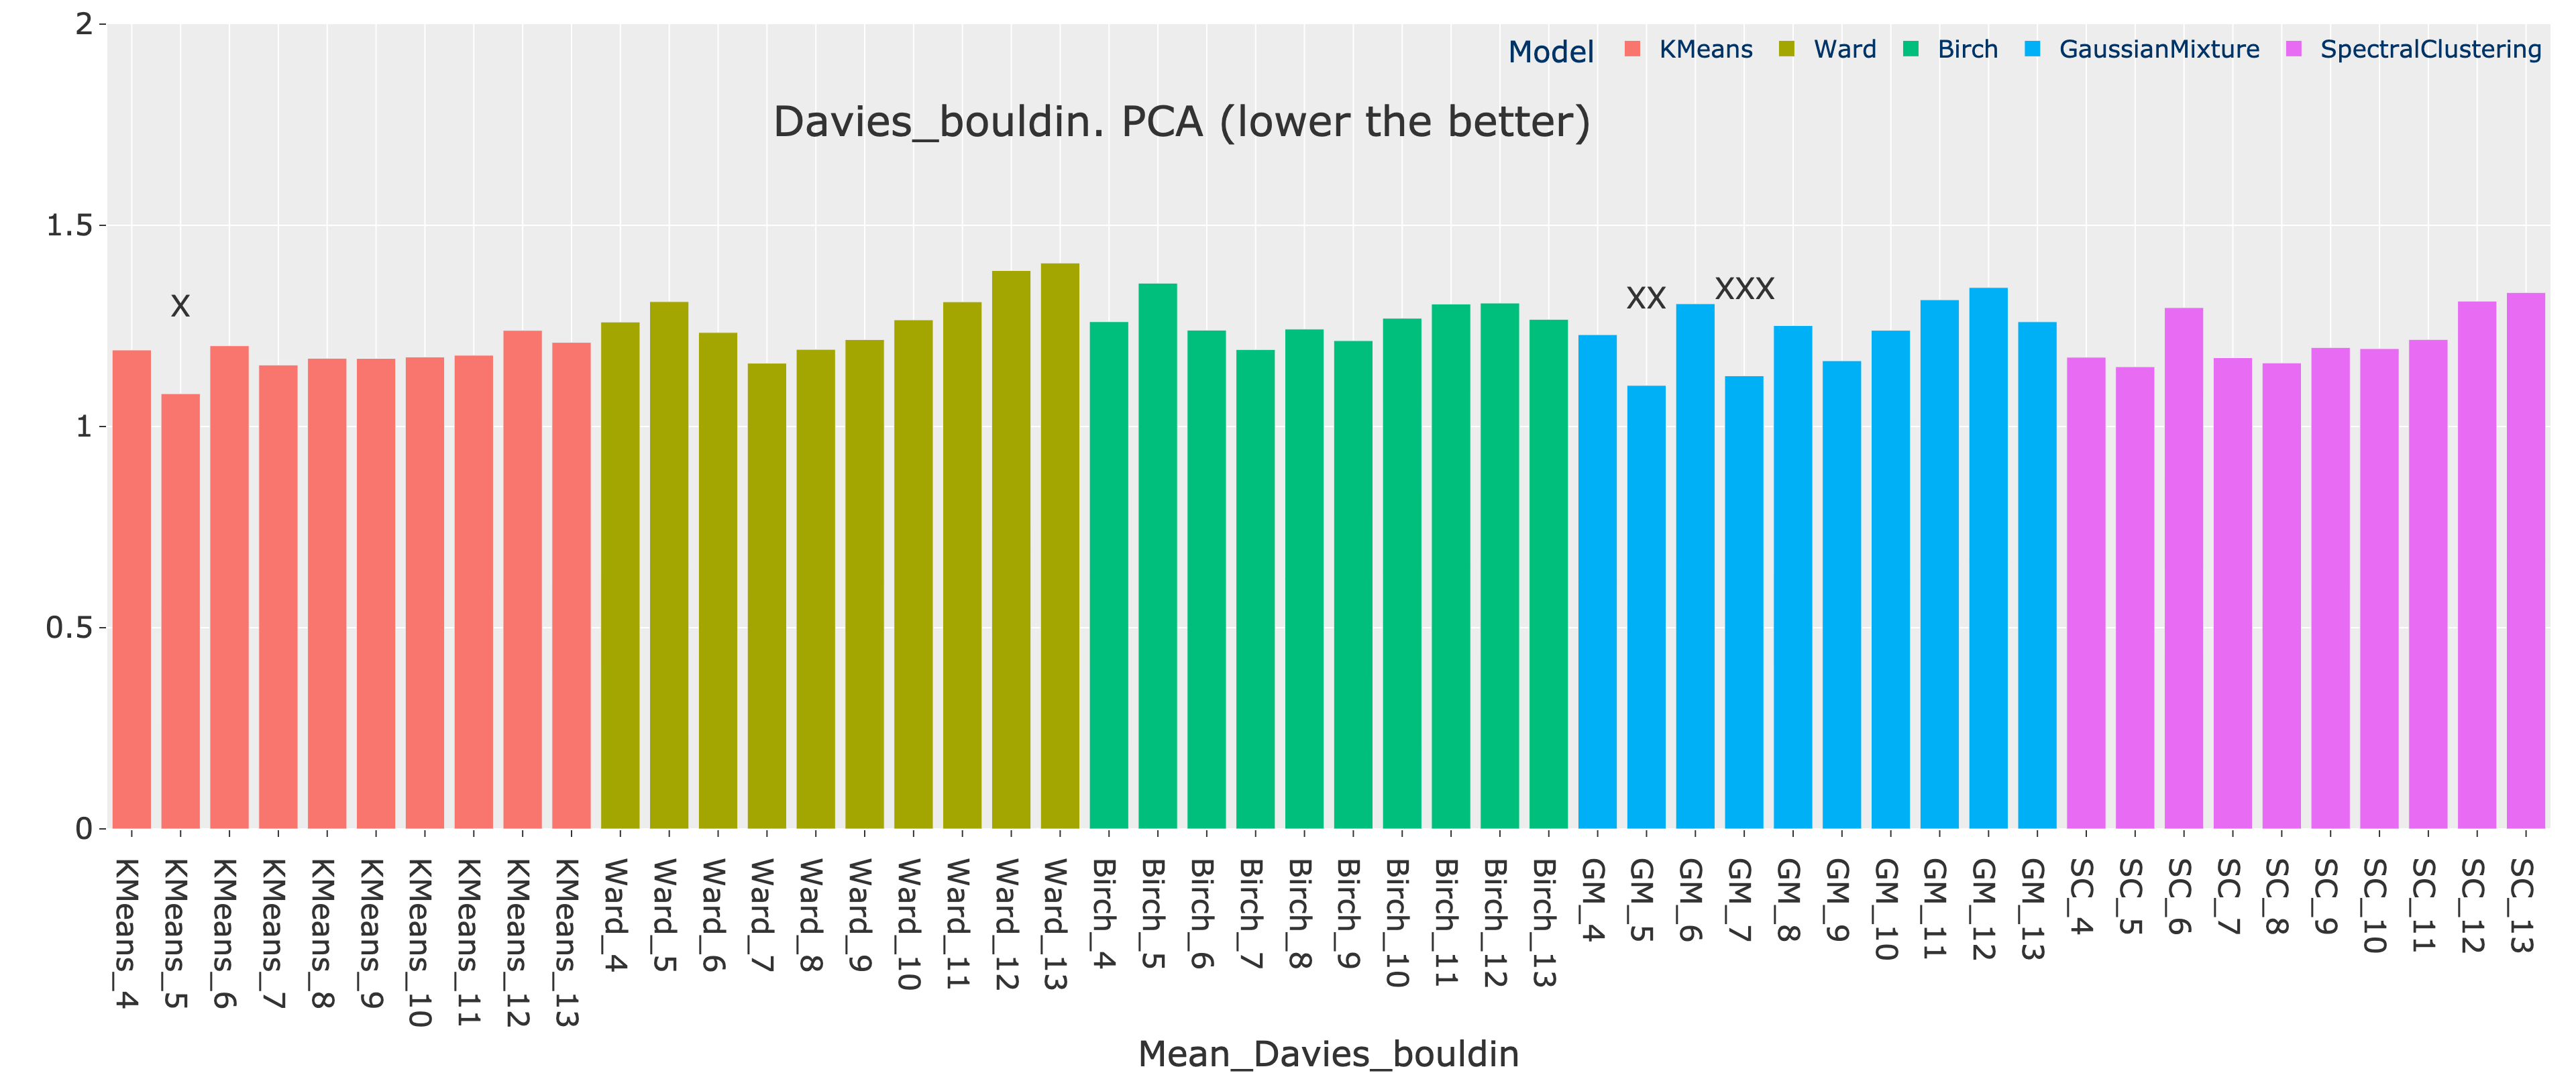 2
Model KMeans Ward Birch GaussianMixture SpectralClustering
Davies_bouldin. PCA (lower the better)
1.5
X XX XXX
1
0.5
0
KMeans_4
KMeans_5
KMeans_6
KMeans_7
KMeans_8
KMeans_9
KMeans_10
KMeans_11
KMeans_12
KMeans_13
Ward_4
Ward_5
Ward_6
Ward_7
Ward_8
Ward_9
Ward_10
Ward_11
Ward_12
Ward_13
Birch_4
Birch_5
Birch_6
Birch_7
Birch_8
Birch_9
Birch_10
Birch_11
Birch_12
Birch_13
GM_4
GM_5
GM_6
GM_7
GM_8
GM_9
GM_10
GM_11
GM_12
GM_13
SC_4
SC_5
SC_6
SC_7
SC_8
SC_9
SC_10
SC_11
SC_12
SC_13
Mean_Davies_bouldin